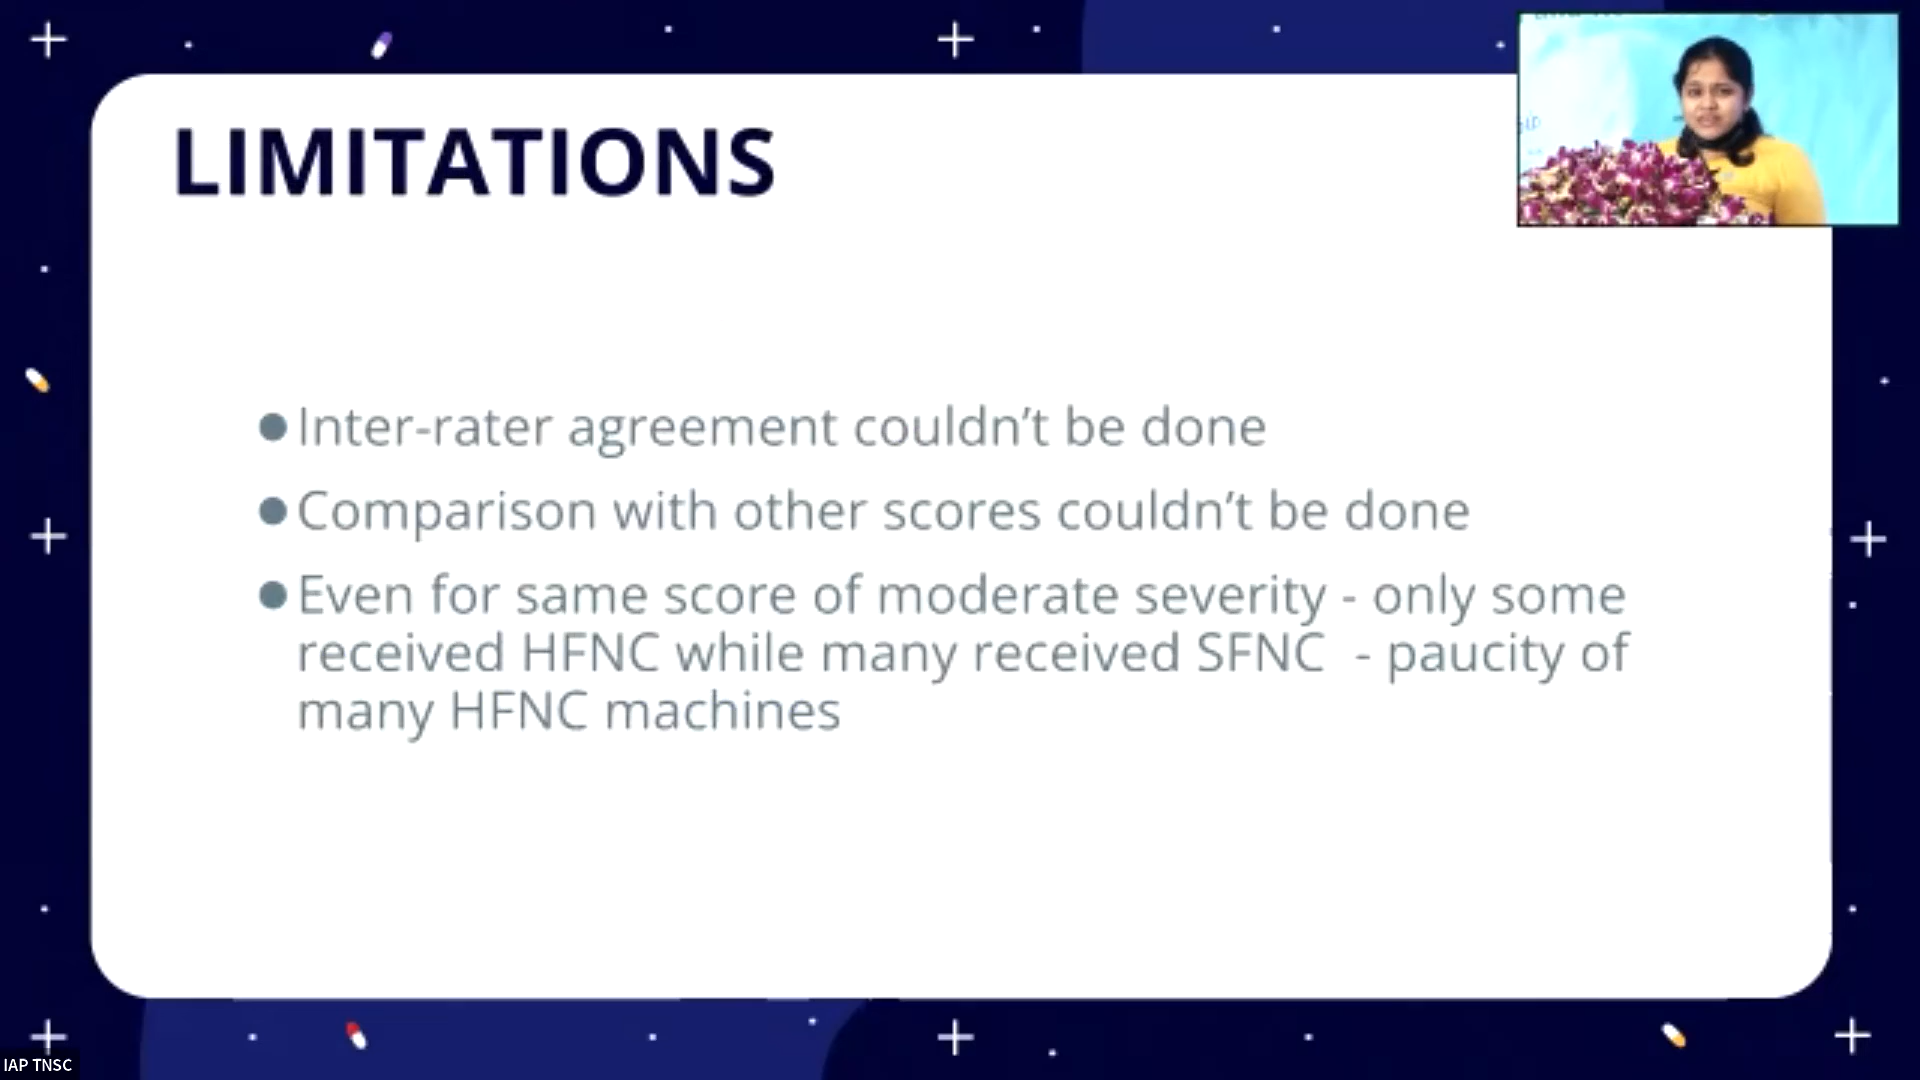 LIMITATIONS
Inter-rater agreement couldn’t be done
Comparison with other scores couldn’t be done
Even for same score of moderate severity - only some
received HFNC while many received SFNC - paucity of
many HFNC machines
IAP TNSC